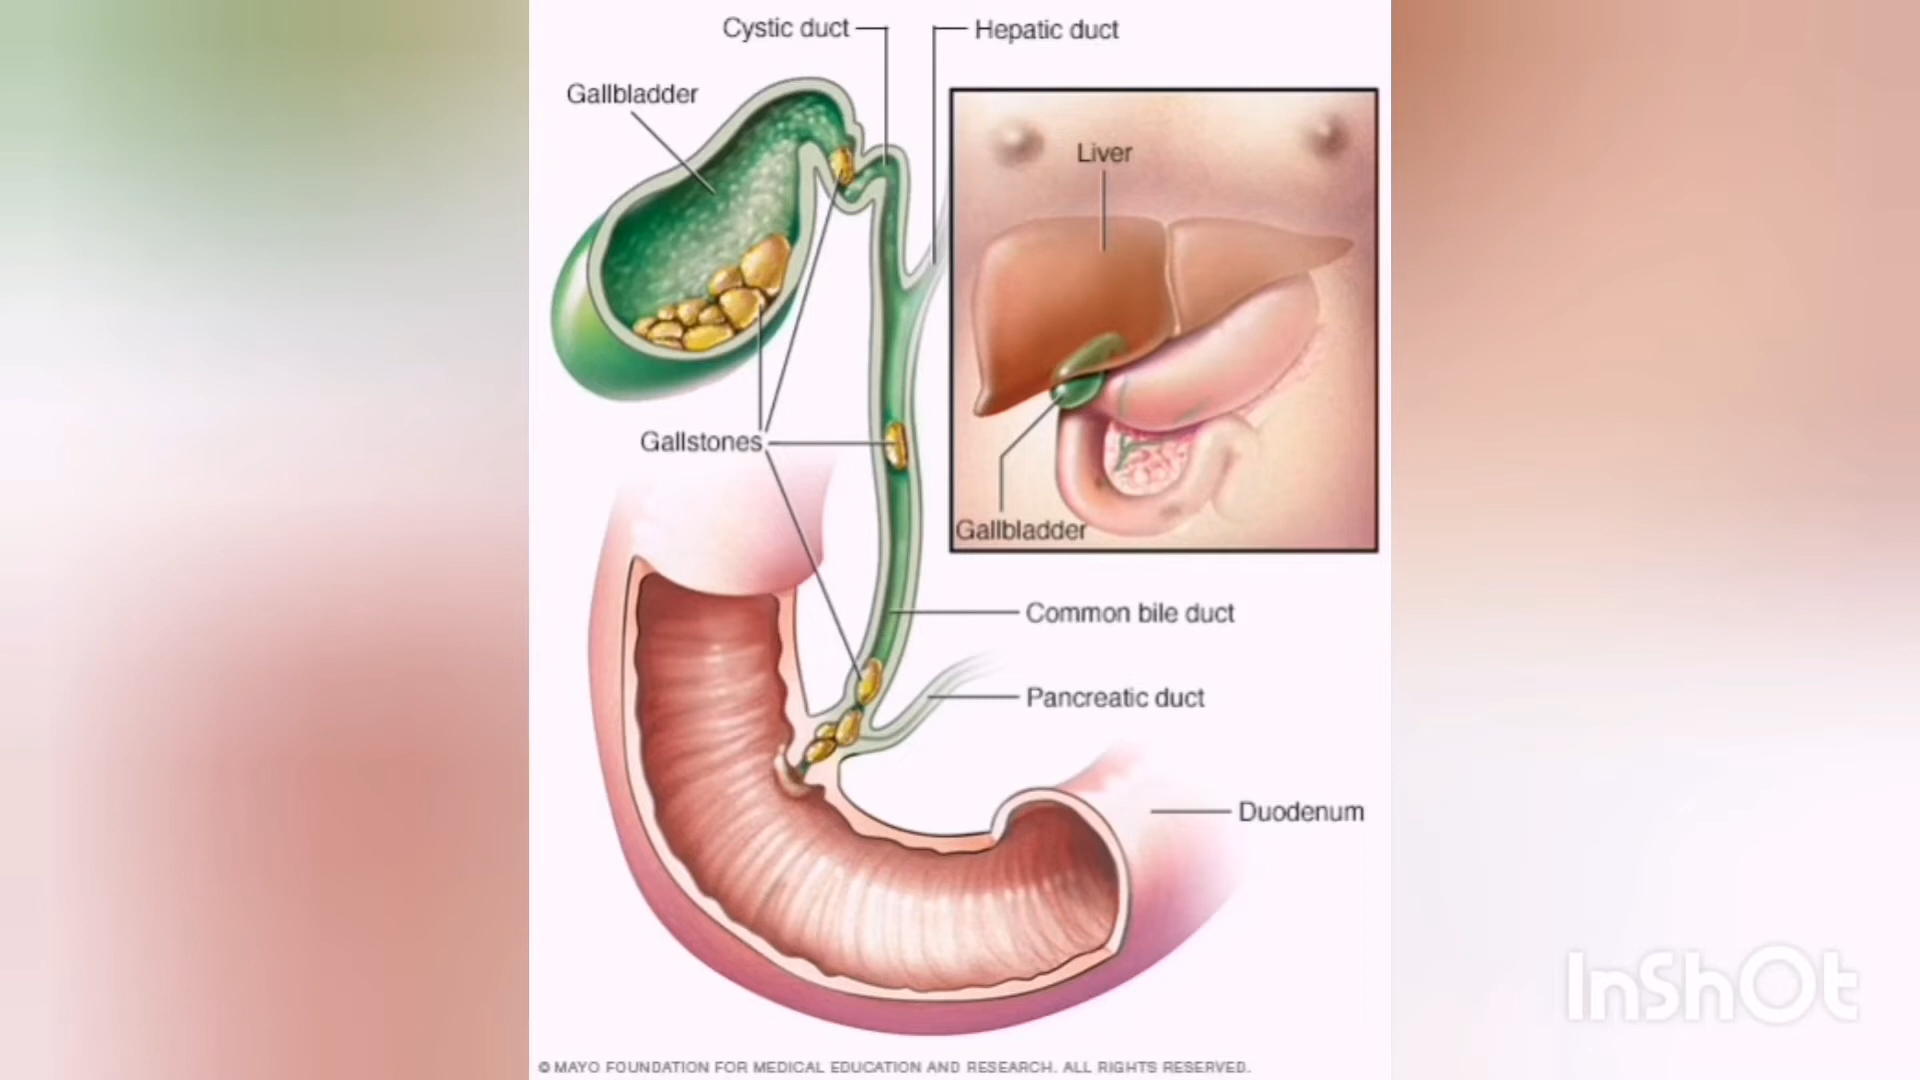 Cystic duct
Hepatic duct
Gallbladder
Liver
Gallstones
Gallbladder
Common bile duct
Pancreatic duct
Duodenum
InShOt
© MAYO FOUNDATION FOR MEDICAL EDUCATION AND RESEARCH. ALL RIGHTS RESERVED.